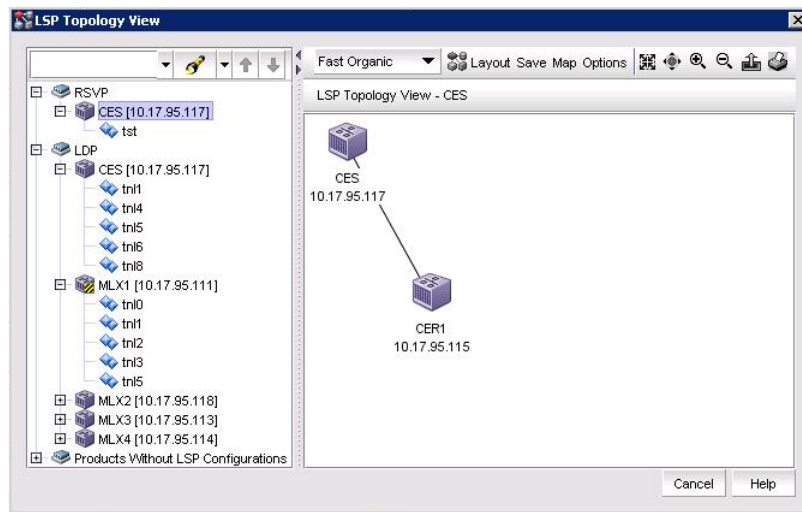 LSP Topology View
Fast Organic
Layout Save Map Options
LSP Topology View - CES
RSVP
CES [10.17.95.117]
tst
LDP
CES [10.17.95.117]
tnl1
tnl4
tnl5
tnl6
tnl8
MLX1 [10.17.95.111]
tnl0
tnl1
tnl2
tnl3
tnl5
MLX2 [10.17.95.118]
MLX3 [10.17.95.113]
MLX4 [10.17.95.114]
Products Without LSP Configurations
CES
10.17.95.117
CER1
10.17.95.115
Cancel Help